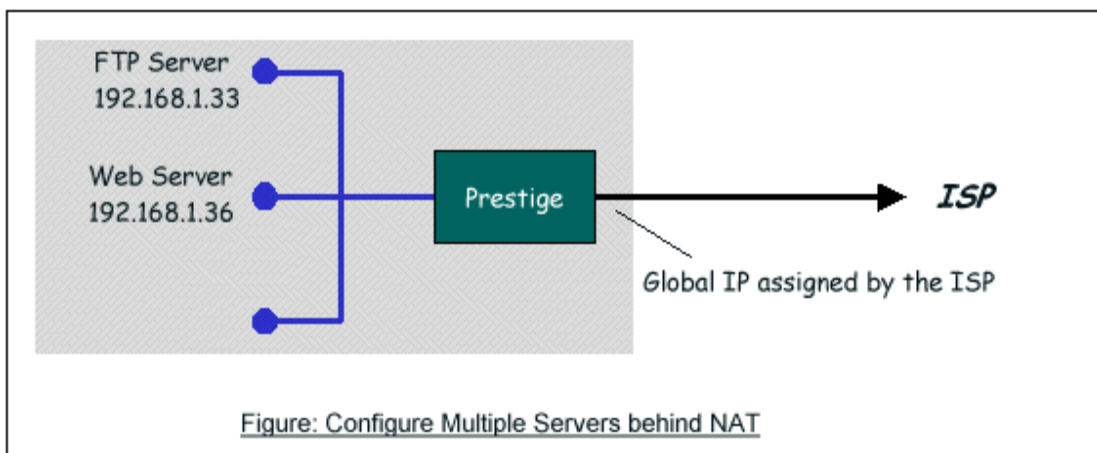 FTP Server
192.168.1.33
Web Server
192.168.1.36
Prestige
ISP
Global IP assigned by the ISP
Figure: Configure Multiple Servers behind NAT